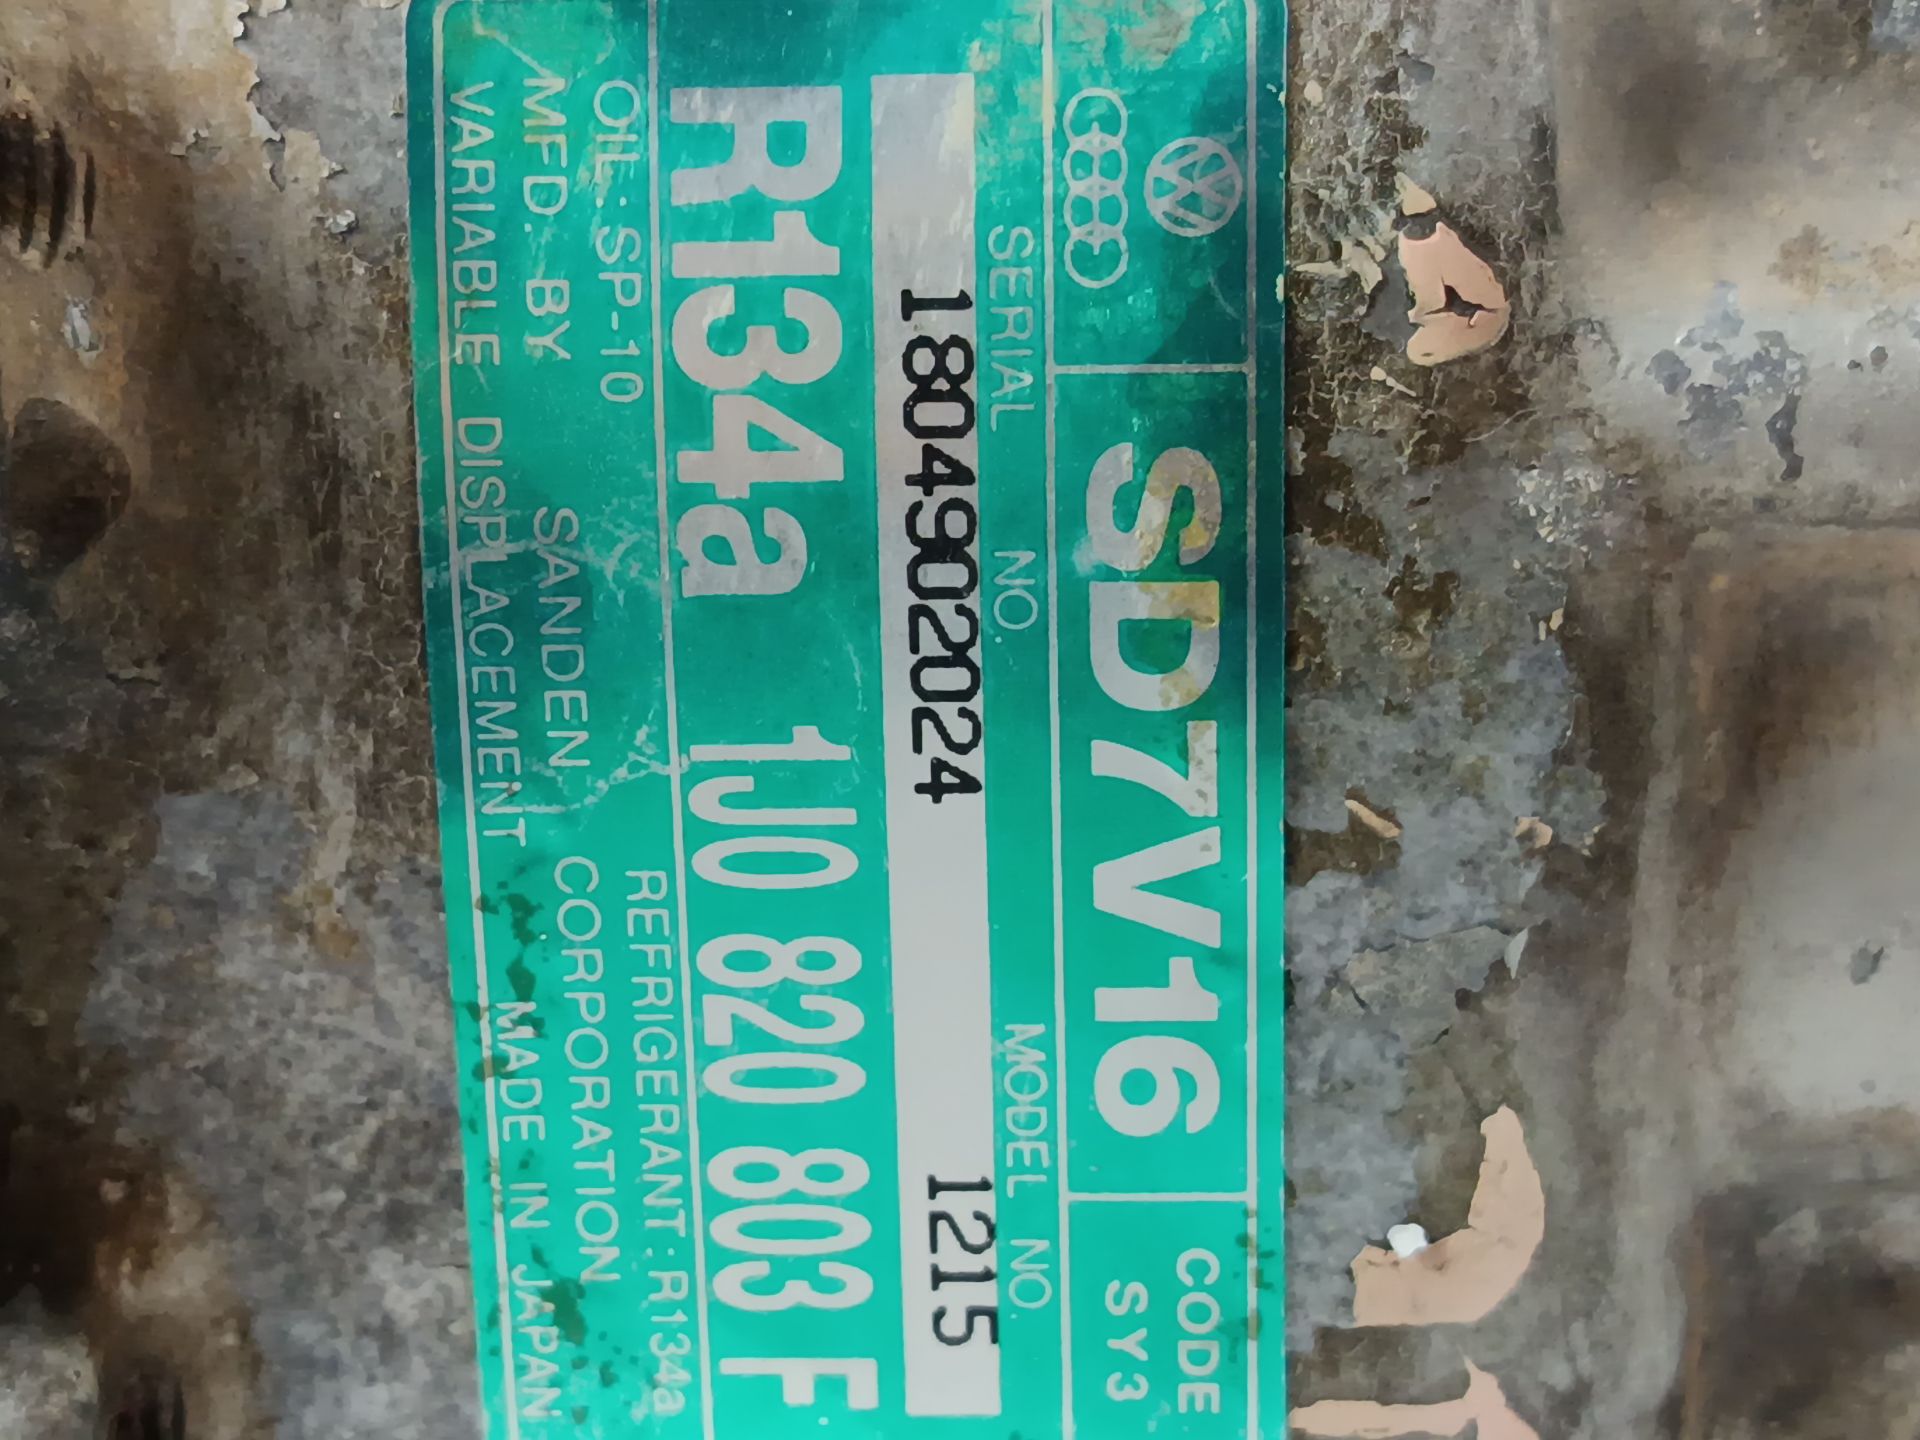 SD7V16
CODE
SY3
SERIAL NO. MODEL NO.
1804902024 1215
R134a 1J0 820 803 F
OIL: SP-10 REFRIGERANT: R134a
MFD. BY SANDEN CORPORATION
VARIABLE DISPLACEMENT MADE IN JAPAN